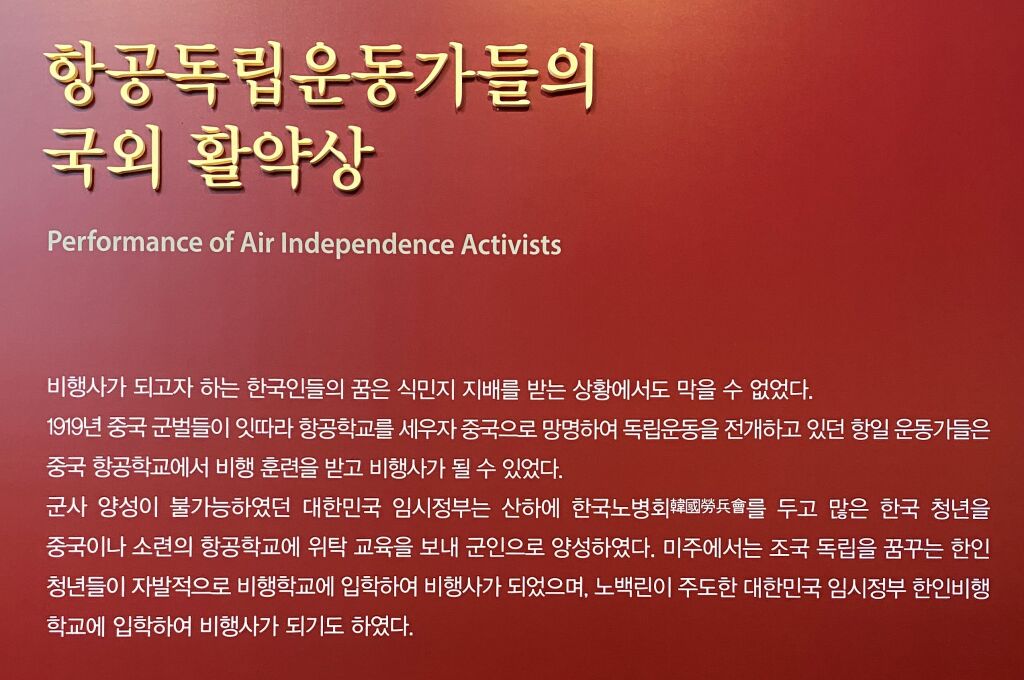 항공독립운동가들의
국외 활약상
Performance of Air Independence Activists
비행사가 되고자 하는 한국인들의 꿈은 식민지 지배를 받는 상황에서도 막을 수 없었다.
1919년 중국 군벌들이 잇따라 항공학교를 세우자 중국으로 망명하여 독립운동을 전개하고 있던 항일 운동가들은
중국 항공학교에서 비행 훈련을 받고 비행사가 될 수 있었다.
군사 양성이 불가능하였던 대한민국 임시정부는 산하에 한국노병회韓國勞兵會를 두고 많은 한국 청년을
중국이나 소련의 항공학교에 위탁 교육을 보내 군인으로 양성하였다. 미주에서는 조국 독립을 꿈꾸는 한인
청년들이 자발적으로 비행학교에 입학하여 비행사가 되었으며, 노백린이 주도한 대한민국 임시정부 한인비행
학교에 입학하여 비행사가 되기도 하였다.